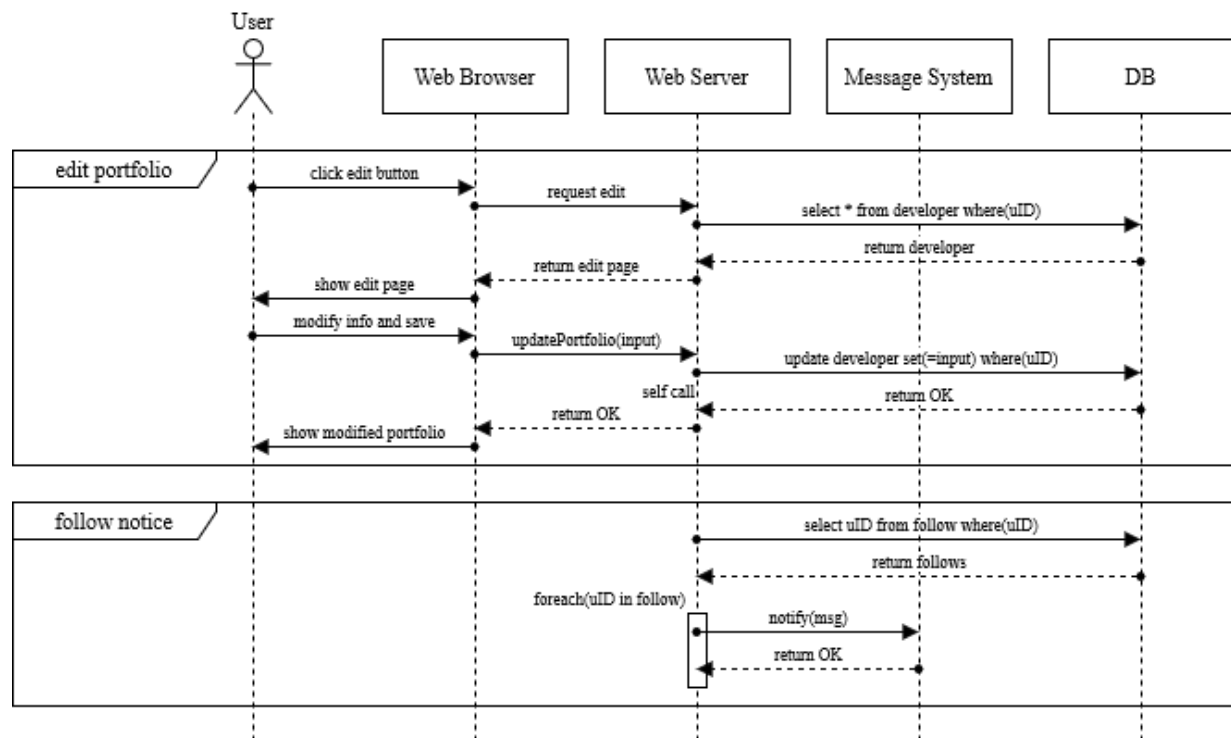 User
Web Browser
Web Server
Message System
DB
edit portfolio
click edit button
request edit
select * from developer where(uID)
return developer
return edit page
show edit page
modify info and save
updatePortfolio(input)
update developer set(=input) where(uID)
self call
return OK
return OK
show modified portfolio
follow notice
select uID from follow where(uID)
return follows
foreach(uID in follow)
notify(msg)
return OK